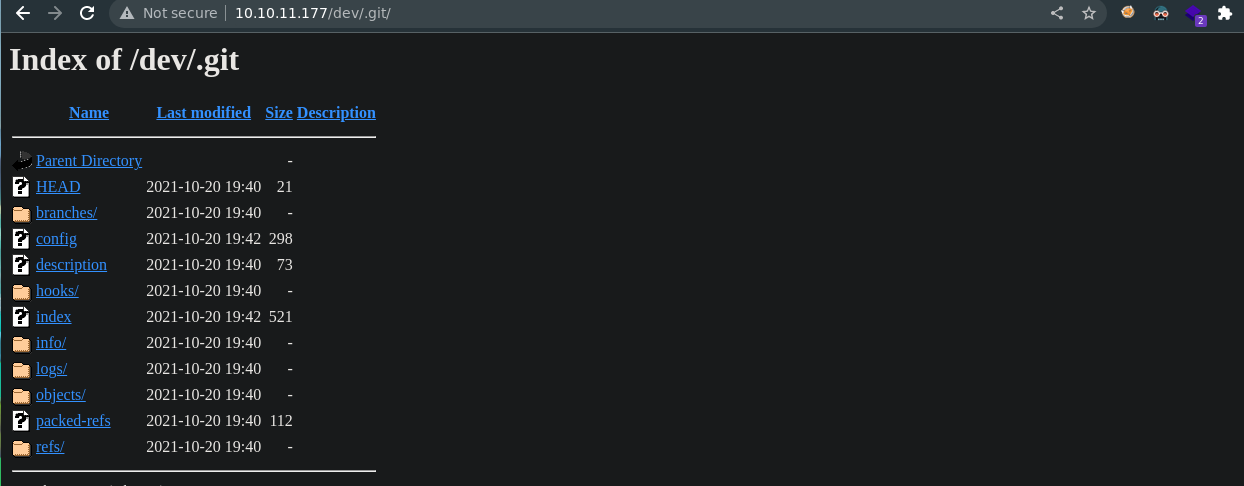 Not secure 10.10.11.177/dev/.git/
2
Index of /dev/.git
Name Last modified Size Description
Parent Directory -
HEAD 2021-10-20 19:40 21
branches/ 2021-10-20 19:40 -
config 2021-10-20 19:42 298
description 2021-10-20 19:40 73
hooks/ 2021-10-20 19:40 -
index 2021-10-20 19:42 521
info/ 2021-10-20 19:40 -
logs/ 2021-10-20 19:40 -
objects/ 2021-10-20 19:40 -
packed-refs 2021-10-20 19:40 112
refs/ 2021-10-20 19:40 -